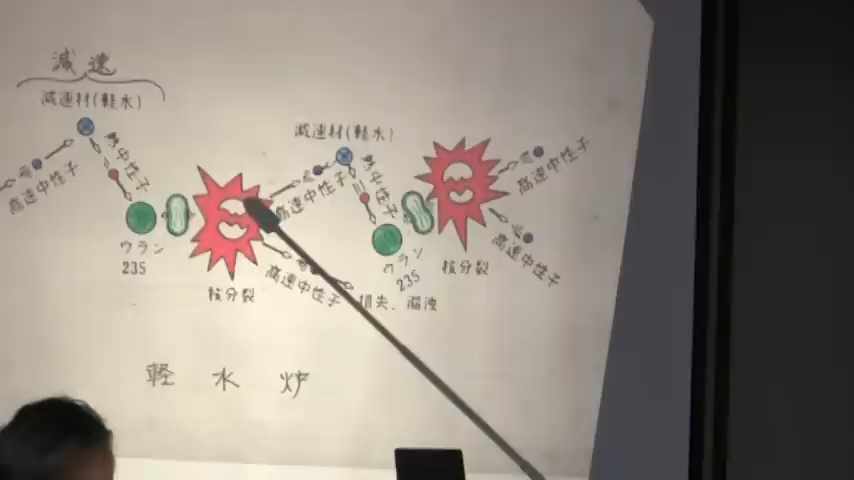 減速
減速材(軽水)
高速中性子
熱中性子
ウラン
235
核分裂
減速材(軽水)
高速中性子
熱中性子
高速中性子
ウラン
235
損失、漏洩
核分裂
高速中性子
高速中性子
軽水炉